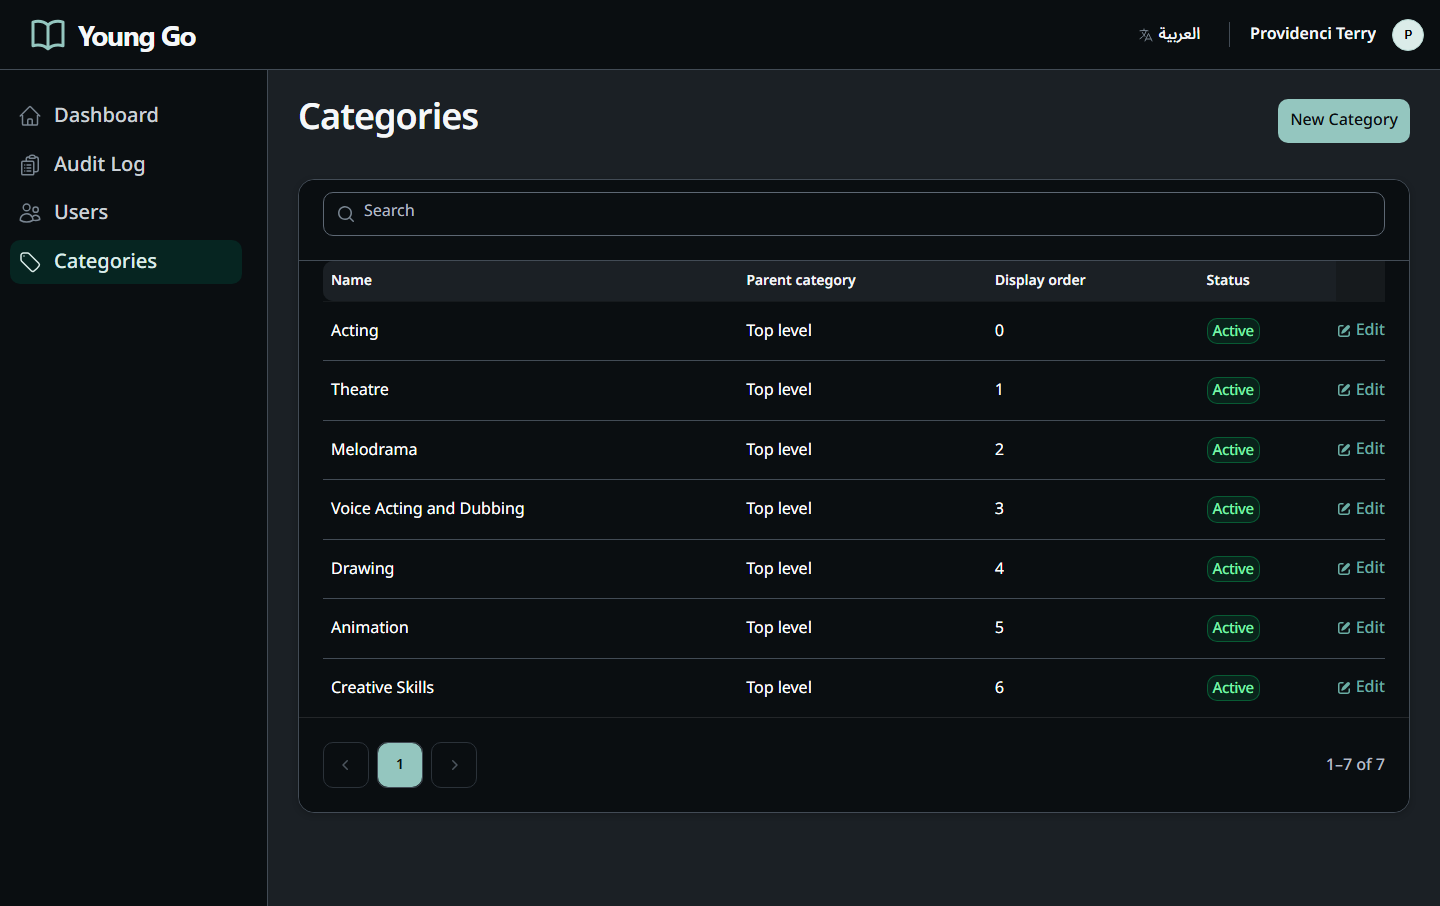 Young Go
العربية
Providenci Terry
P
Dashboard
Audit Log
Users
Categories
Categories
New Category
Search
Name Parent category Display order Status
Acting Top level 0 Active Edit
Theatre Top level 1 Active Edit
Melodrama Top level 2 Active Edit
Voice Acting and Dubbing Top level 3 Active Edit
Drawing Top level 4 Active Edit
Animation Top level 5 Active Edit
Creative Skills Top level 6 Active Edit
1
1–7 of 7